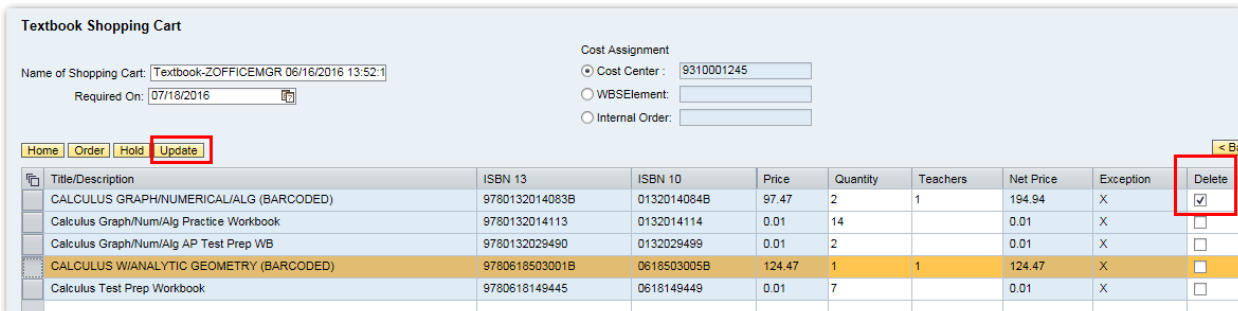 Textbook Shopping Cart
Cost Assignment
Name of Shopping Cart: Textbook-ZOFFICEMGR 06/16/2016 13:52:1
Cost Center : 9310001245
Required On: 07/18/2016
WBSElement:
Internal Order:
Home Order Hold Update < Ba
Title/Description ISBN 13 ISBN 10 Price Quantity Teachers Net Price Exception Delete
CALCULUS GRAPH/NUMERICAL/ALG (BARCODED) 9780132014083B 0132014084B 97.47 2 1 194.94 X
Calculus Graph/Num/Alg Practice Workbook 9780132014113 0132014114 0.01 14 0.01 X
Calculus Graph/Num/Alg AP Test Prep WB 9780132029490 0132029499 0.01 2 0.01 X
CALCULUS W/ANALYTIC GEOMETRY (BARCODED) 9780618503001B 0618503005B 124.47 1 1 124.47 X
Calculus Test Prep Workbook 9780618149445 0618149449 0.01 7 0.01 X